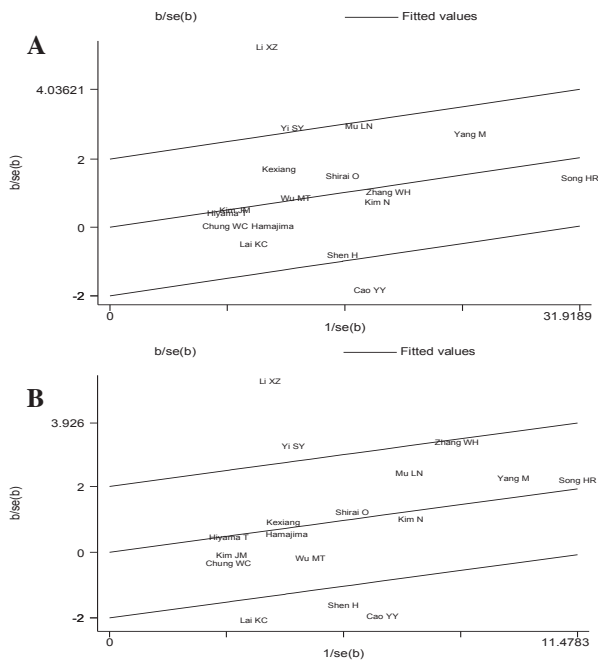 b/se(b) Fitted values
A
Li XZ
4.03621
Yi SY Mu LN
Yang M
2
Kexiang Shirai O
Song HR
b/se(b)
Wu MT Zhang WH
Kim N
Kim JM
Hiyama T
0
Chung WC Hamajima
Lai KC
Shen H
Cao YY
-2
0 31.9189
1/se(b)
b/se(b) Fitted values
B
Li XZ
3.926
Yi SY Zhang WH
Mu LN Yang M Song HR
2
b/se(b)
Shirai O
Kexiang Kim N
Hiyama T Hamajima
0
Kim JM Wu MT
Chung WC
Shen H
Lai KC Cao YY
-2
0 11.4783
1/se(b)